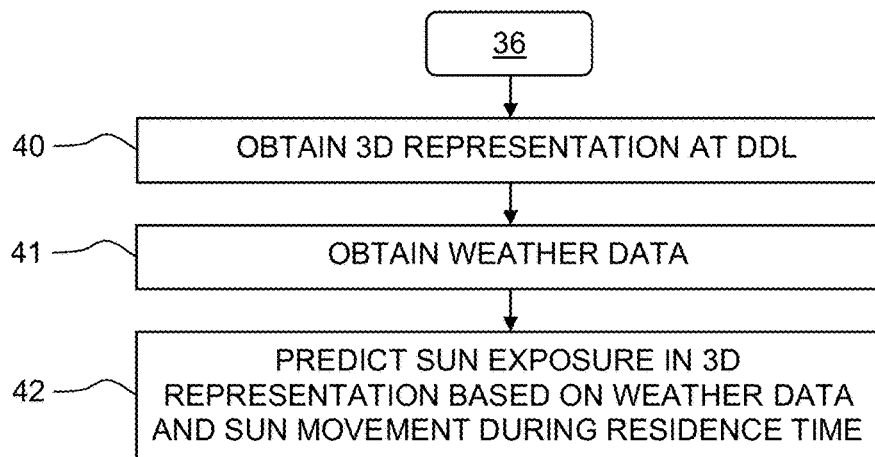 36
40 OBTAIN 3D REPRESENTATION AT DDL
41 OBTAIN WEATHER DATA
PREDICT SUN EXPOSURE IN 3D
42 REPRESENTATION BASED ON WEATHER DATA
AND SUN MOVEMENT DURING RESIDENCE TIME